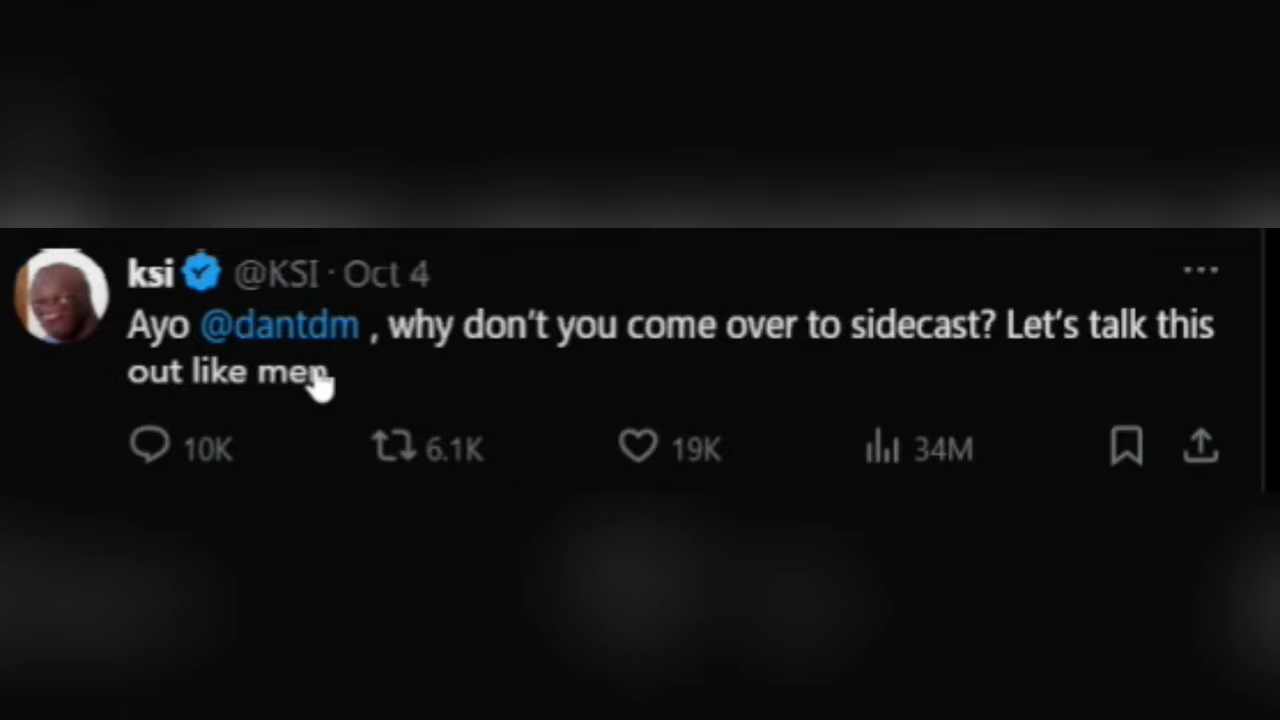 ksi @KSI · Oct 4
Ayo @dantdm , why don't you come over to sidecast? Let's talk this
out like men
10K 6.1K 19K 34M